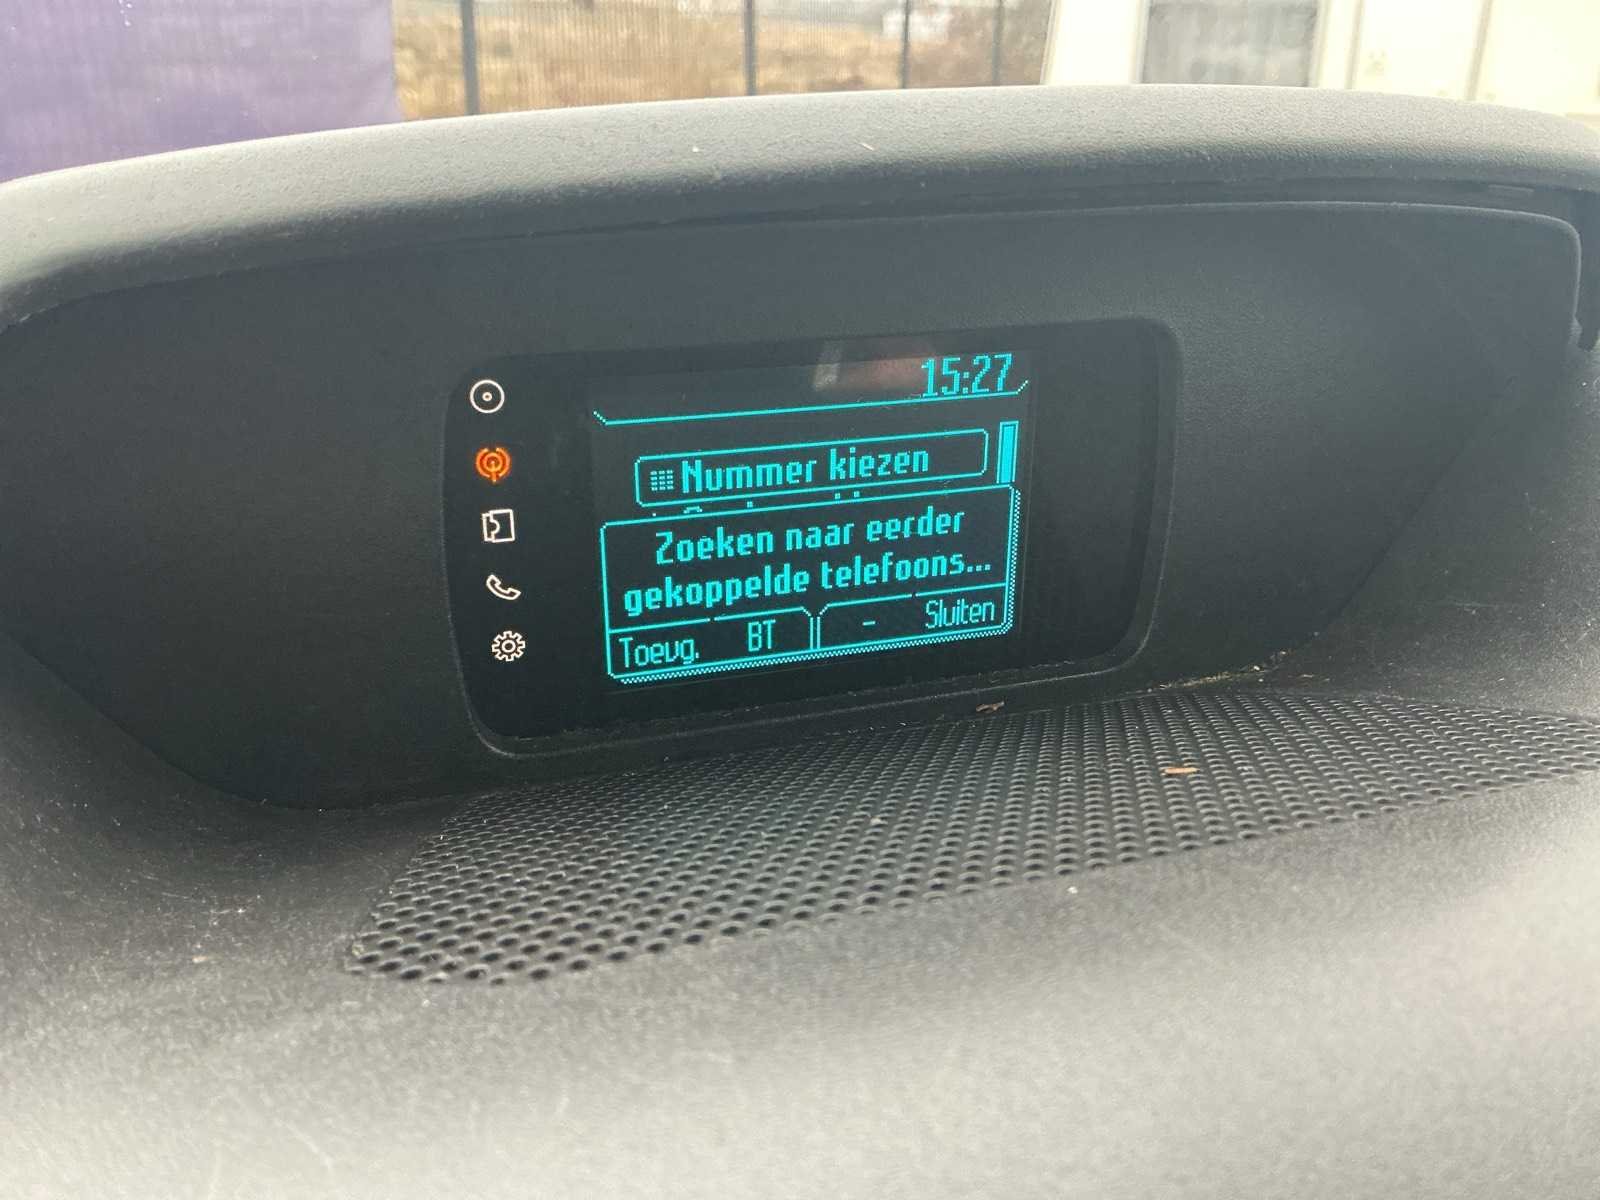 15:27
Nummer kiezen
Zoeken naar eerder
gekoppelde telefoons...
Toevg. BT - Sluiten